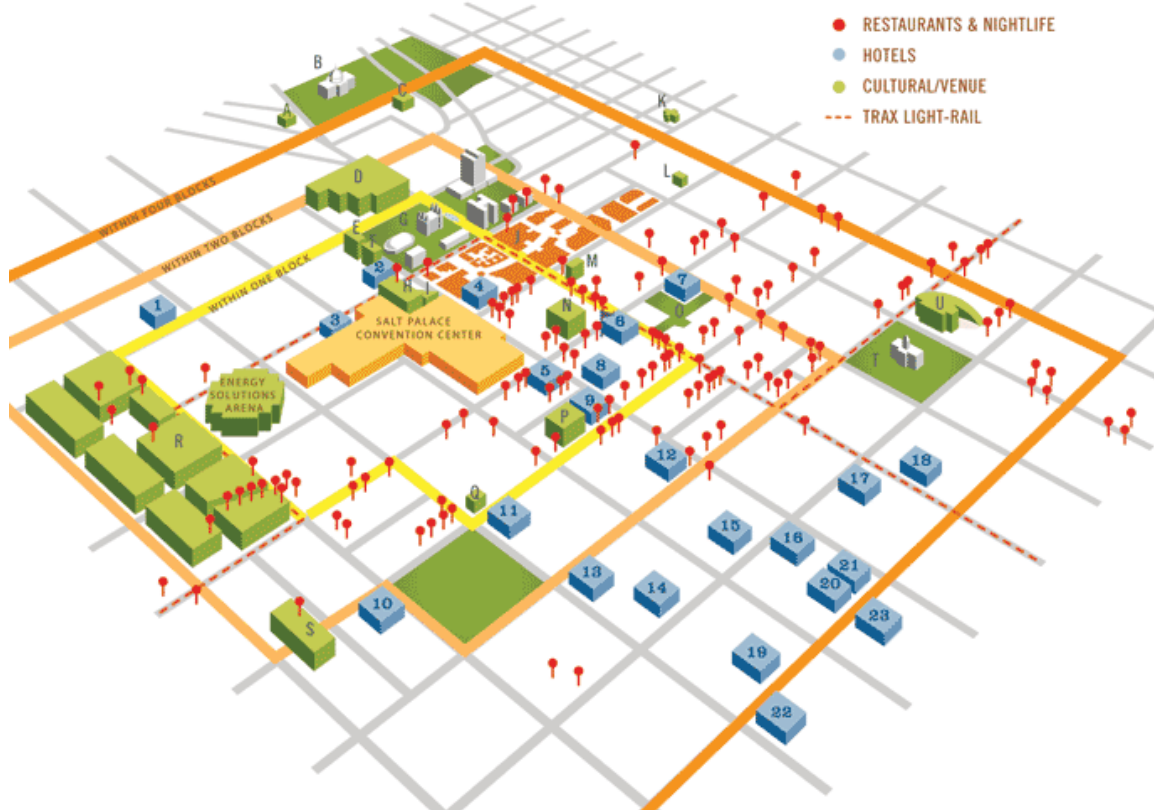 RESTAURANTS & NIGHTLIFE
HOTELS
CULTURAL/VENUE
TRAX LIGHT-RAIL
B
C
A
K
L
D
WITHIN FOUR BLOCKS
WITHIN TWO BLOCKS
WITHIN ONE BLOCK
E
F
G
J
M
H
I
1
2
3
4
7
N
O
6
U
T
SALT PALACE
CONVENTION CENTER
ENERGY
SOLUTIONS
ARENA
5
8
9
P
R
12
18
17
Q
11
15
16
21
20
13
14
10
S
23
19
22